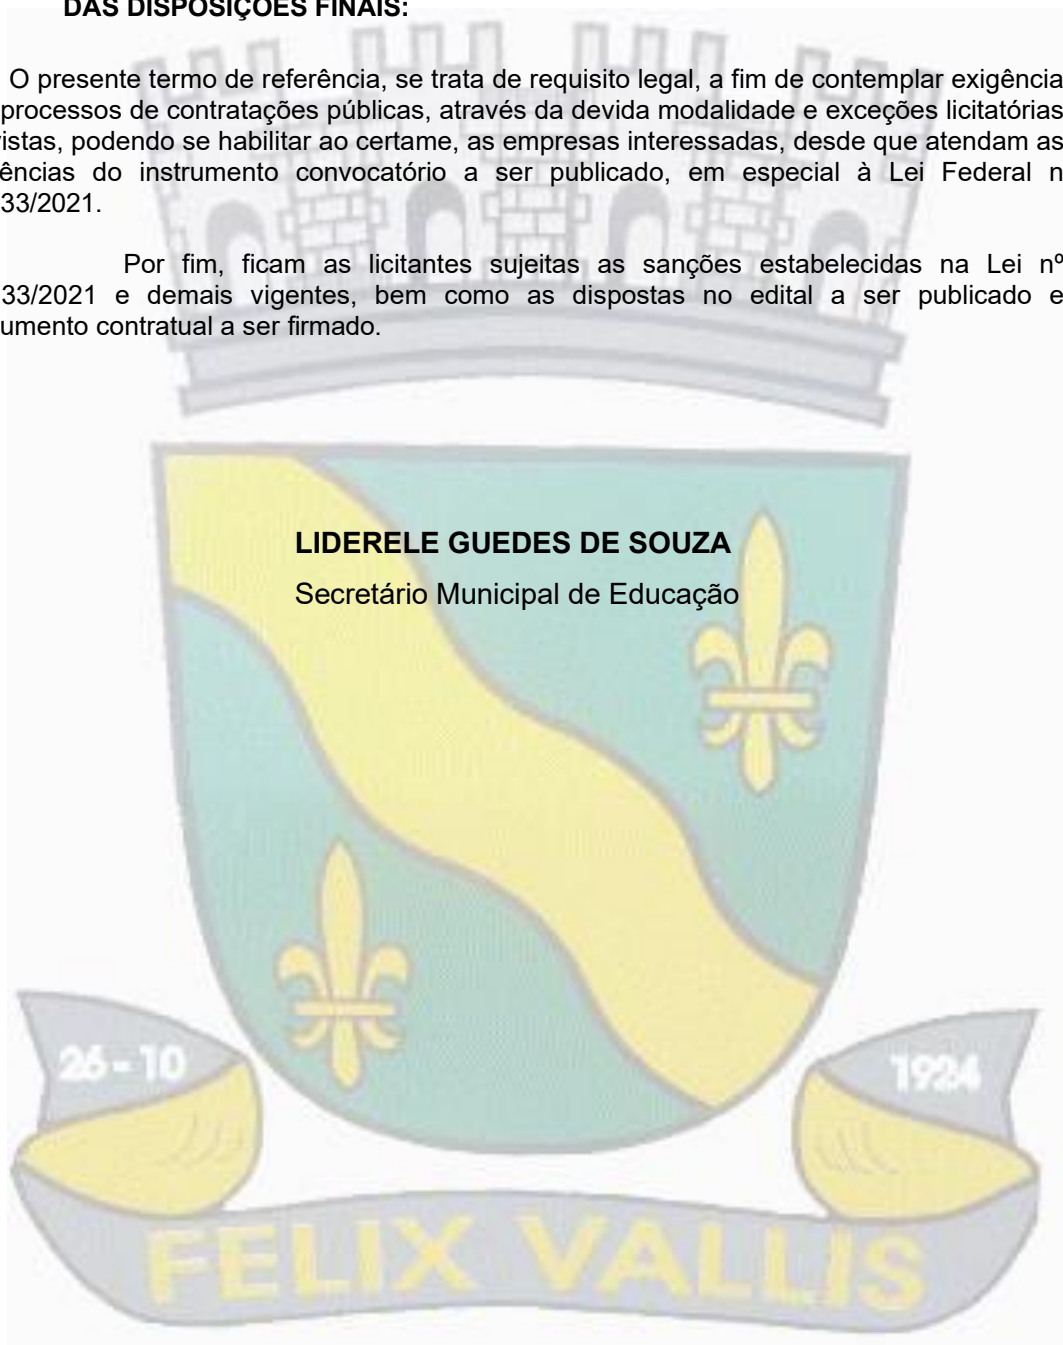 DAS DISPOSIÇÕES FINAIS:
O presente termo de referência, se trata de requisito legal, a fim de contemplar exigência
processos de contratações públicas, através da devida modalidade e exceções licitatórias
vistas, podendo se habilitar ao certame, as empresas interessadas, desde que atendam as
ências do instrumento convocatório a ser publicado, em especial à Lei Federal n
33/2021.
Por fim, ficam as licitantes sujeitas as sanções estabelecidas na Lei nº
33/2021 e demais vigentes, bem como as dispostas no edital a ser publicado e
umento contratual a ser firmado.
LIDERELE GUEDES DE SOUZA
Secretário Municipal de Educação
26-10
1924
FELIX VALLIS